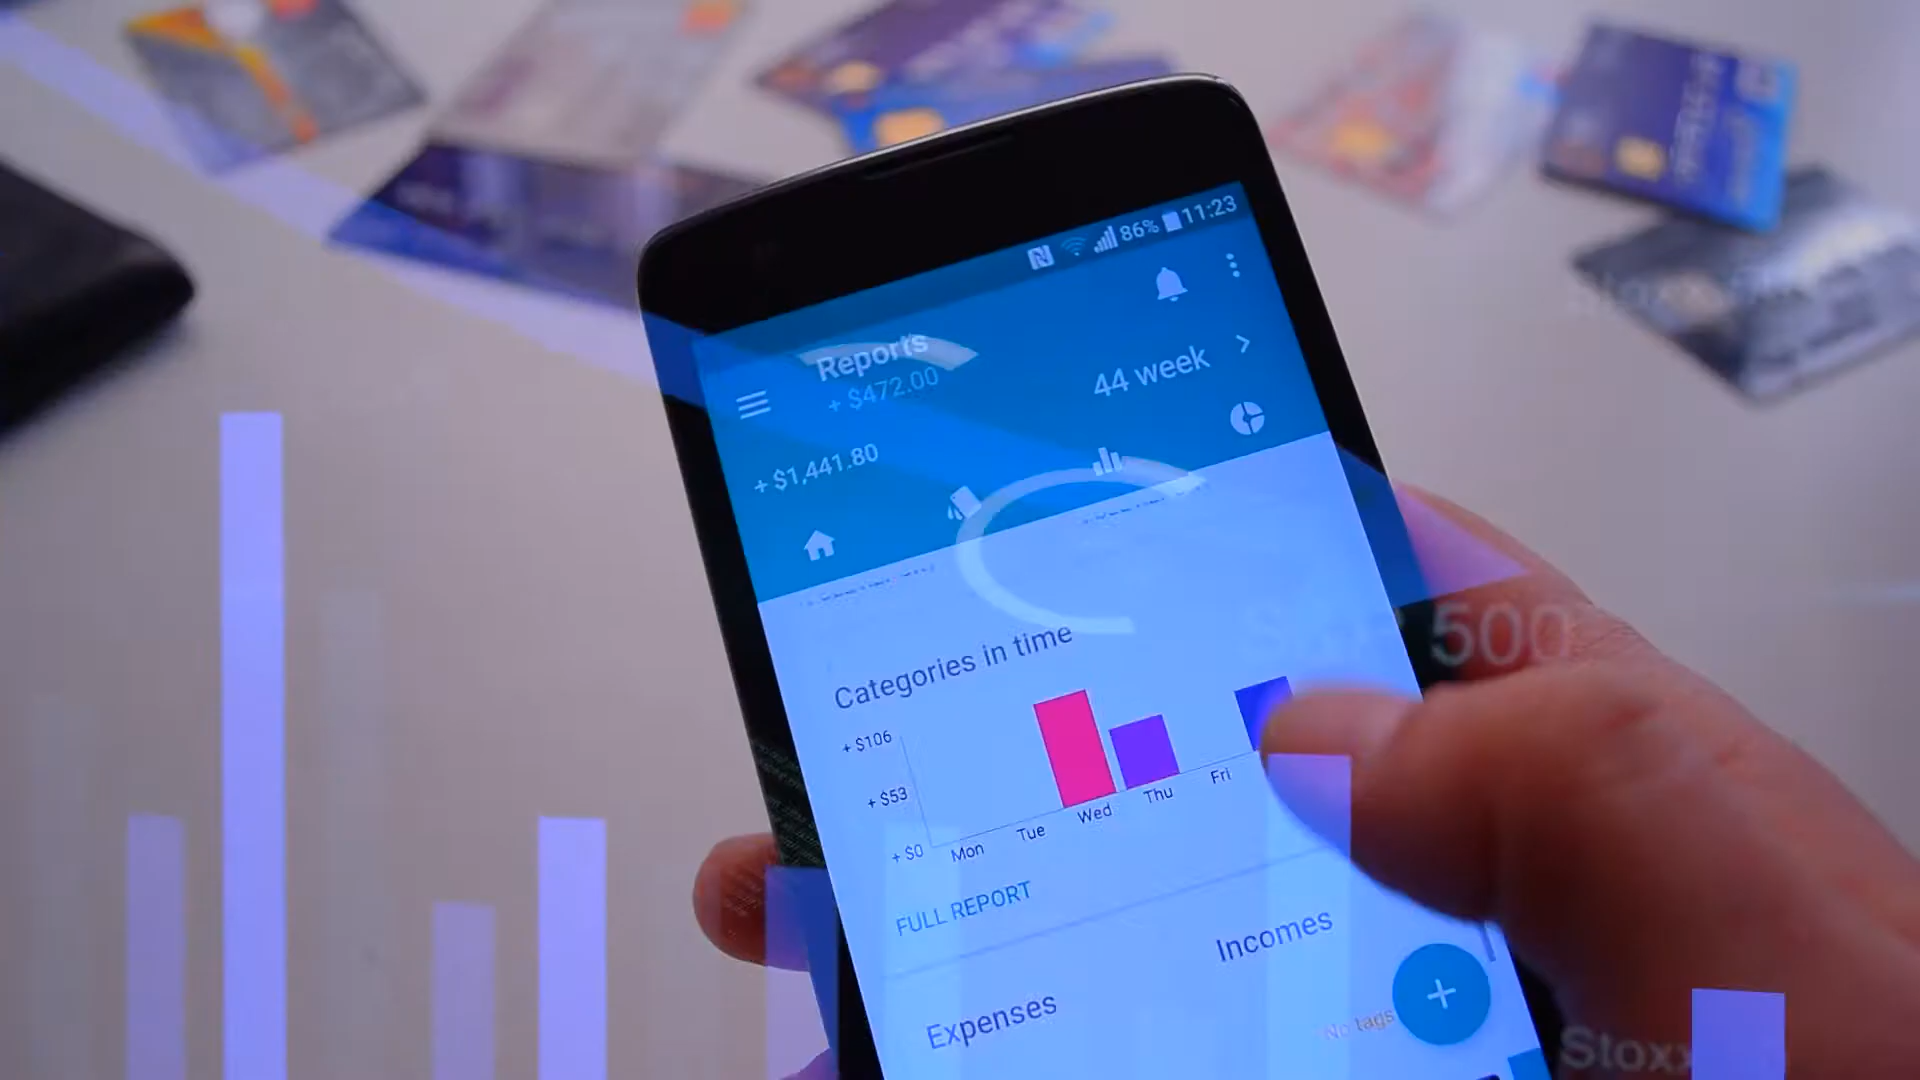 86% 11:23
Reports
+ $472.00
44 week
+ $1,441.80
Categories in time
+ $106
+ $53
+ $0
Mon Tue Wed Thu Fri
FULL REPORT
Incomes
Expenses
No tags
500
Stoxx